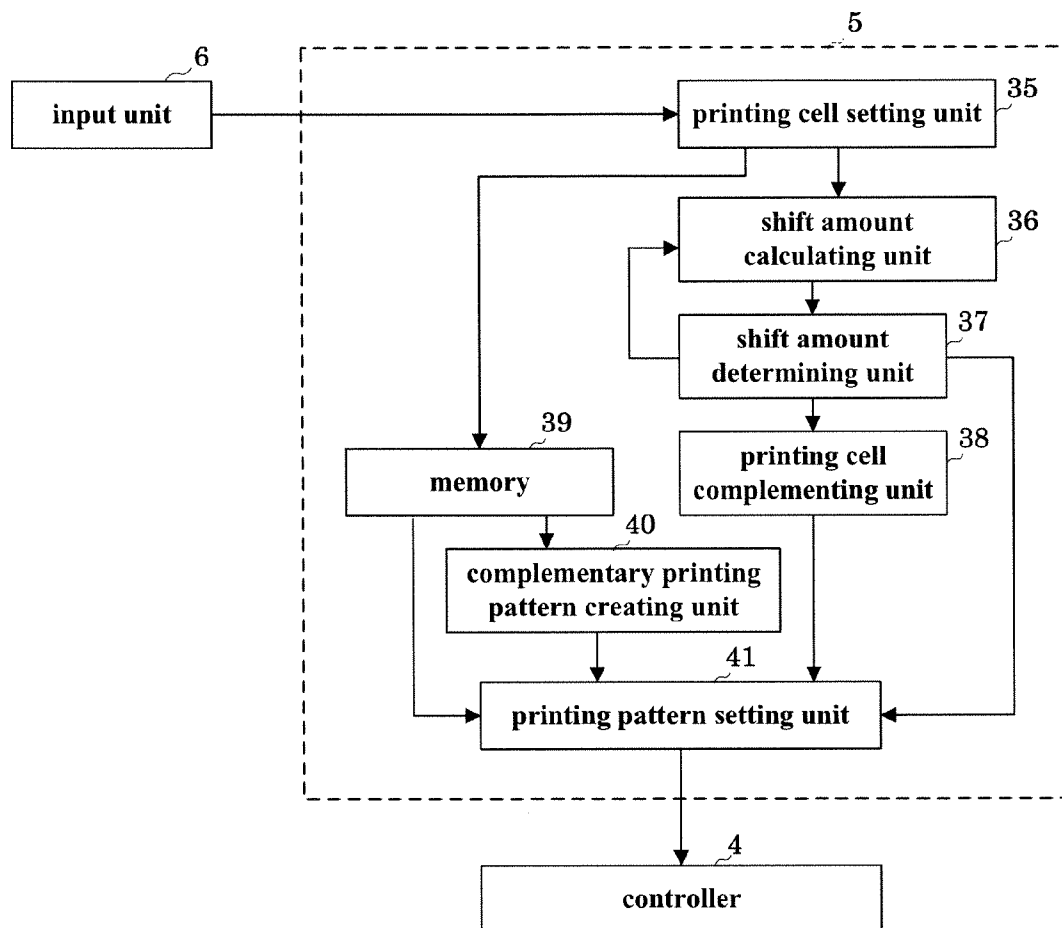 5
6
input unit
35
printing cell setting unit
36
shift amount
calculating unit
37
shift amount
determining unit
39
memory
38
printing cell
complementing unit
40
complementary printing
pattern creating unit
41
printing pattern setting unit
4
controller